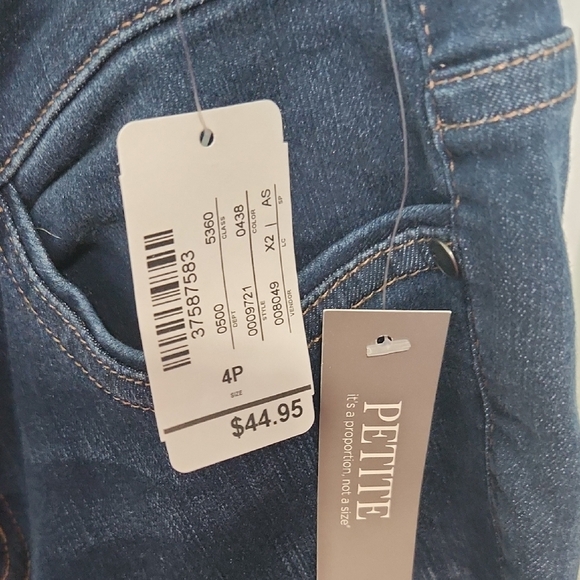 37587583
0500 5360
DEPT CLASS
0009721 0438
STYLE COLOR
008049 X2 | AS
VENDOR LC SP
4P
SIZE
$44.95
PETITE
it's a proportion, not a size®